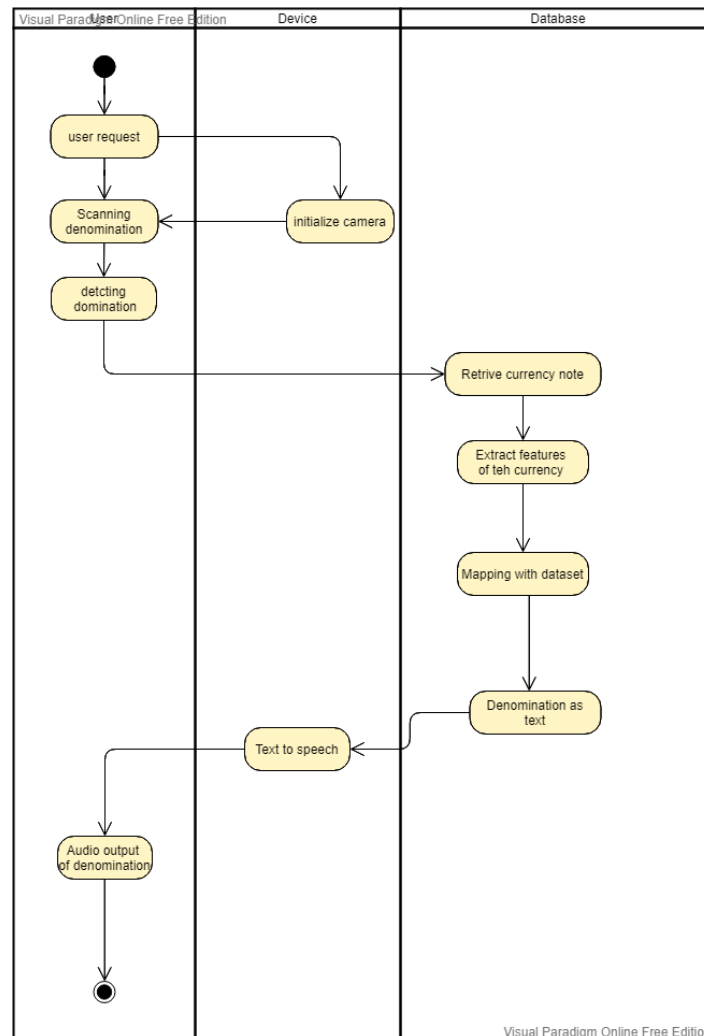 Visual Paradigm Online Free Edition
User
Device
Database
user request
Scanning
denomination
initialize camera
detcting
domination
Retrive currency note
Extract features
of teh currency
Mapping with dataset
Denomination as
text
Text to speech
Audio output
of denomination
Visual Paradigm Online Free Editio